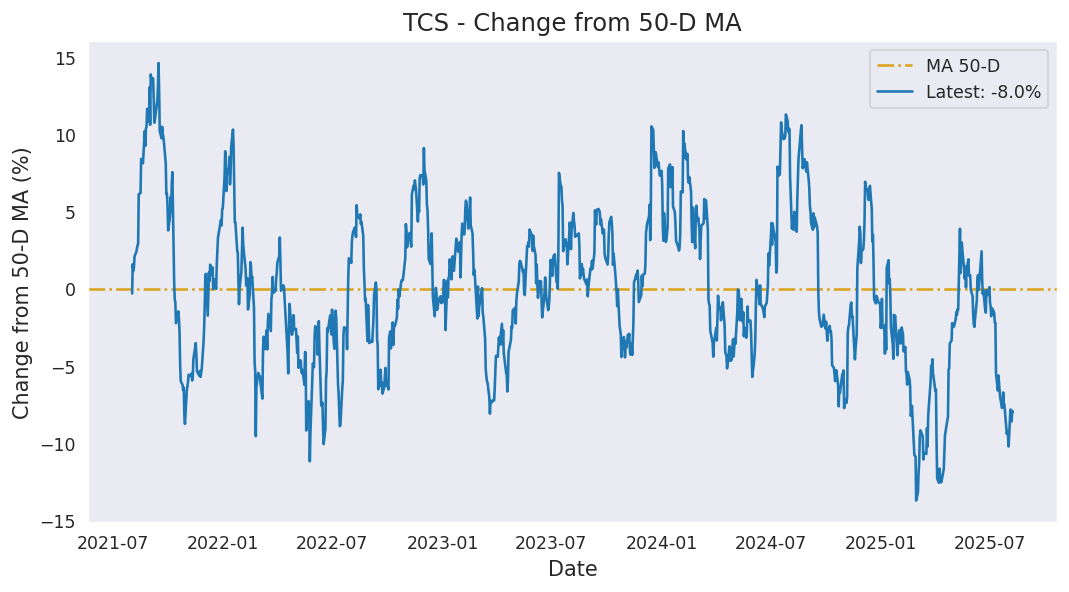 TCS - Change from 50-D MA
MA 50-D
Latest: -8.0%
Change from 50-D MA (%)
15
10
5
0
−5
−10
−15
2021-07 2022-01 2022-07 2023-01 2023-07 2024-01 2024-07 2025-01 2025-07
Date